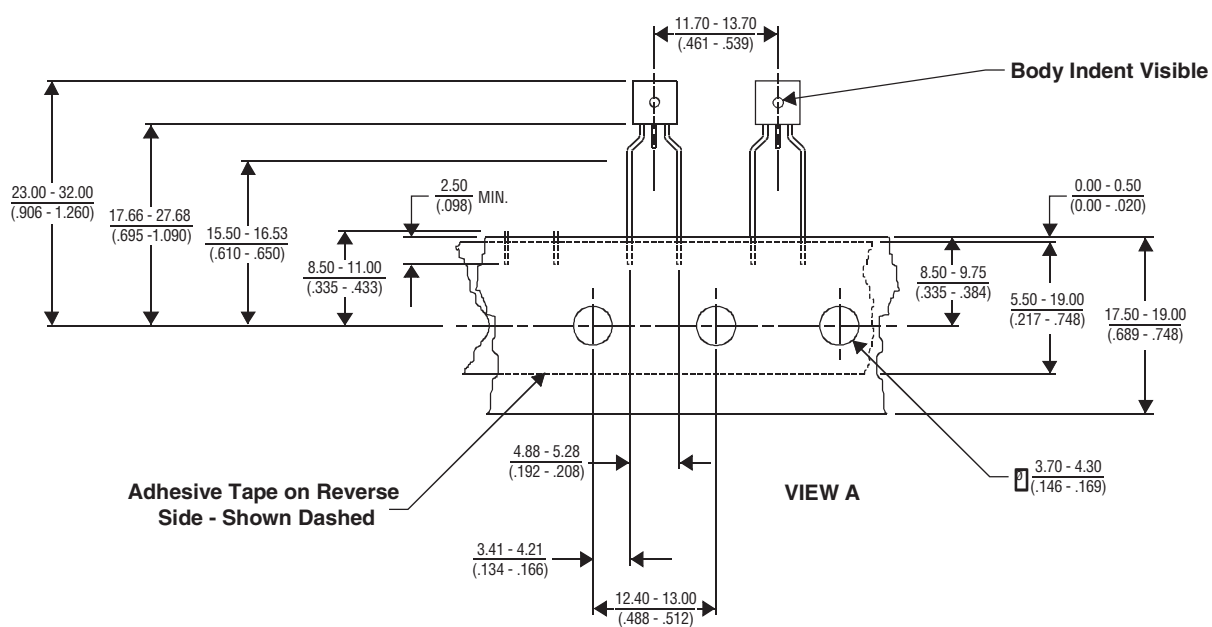 11.70 - 13.70
(.461 - .539)
Body Indent Visible
23.00 - 32.00
(.906 - 1.260)
17.66 - 27.68
(.695 -1.090)
15.50 - 16.53
(.610 - .650)
2.50
(.098)
MIN.
8.50 - 11.00
(.335 - .433)
0.00 - 0.50
(0.00 - .020)
8.50 - 9.75
(.335 - .384)
5.50 - 19.00
(.217 - .748)
17.50 - 19.00
(.689 - .748)
4.88 - 5.28
(.192 - .208)
Adhesive Tape on Reverse
Side - Shown Dashed
VIEW A
3.70 - 4.30
(.146 - .169)
3.41 - 4.21
(.134 - .166)
12.40 - 13.00
(.488 - .512)